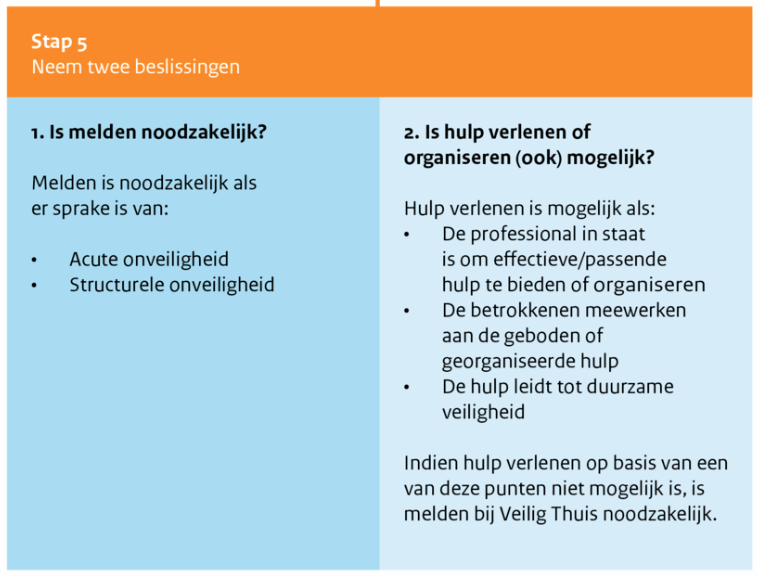 Stap 5
Neem twee beslissingen
1. Is melden noodzakelijk?
Melden is noodzakelijk als
er sprake is van:
• Acute onveiligheid
• Structurele onveiligheid
2. Is hulp verlenen of
organiseren (ook) mogelijk?
Hulp verlenen is mogelijk als:
• De professional in staat
is om effectieve/passende
hulp te bieden of organiseren
• De betrokkenen meewerken
aan de geboden of
georganiseerde hulp
• De hulp leidt tot duurzame
veiligheid
Indien hulp verlenen op basis van een
van deze punten niet mogelijk is, is
melden bij Veilig Thuis noodzakelijk.